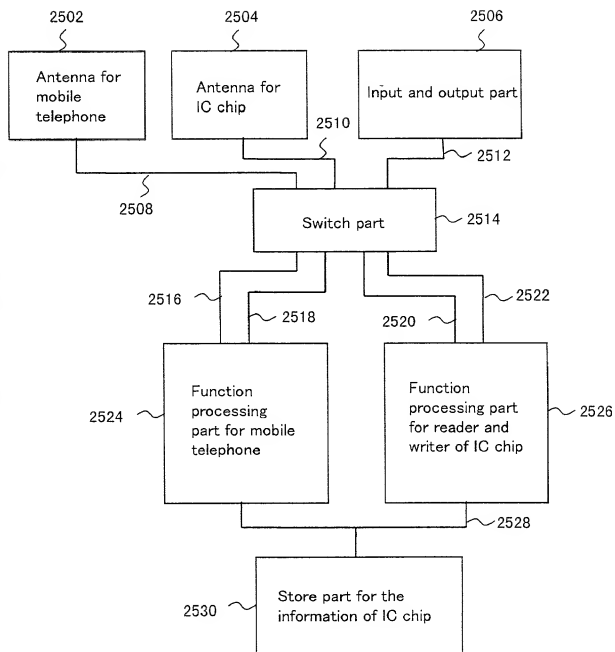 2502
2504
2506
Antenna for
mobile
telephone
Antenna for
IC chip
Input and output part
2510
2512
2508
Switch part
2514
2516
2518
2520
2522
2524
Function
processing
part for mobile
telephone
Function
processing part
for reader and
writer of IC chip
2526
2528
2530
Store part for the
information of IC chip